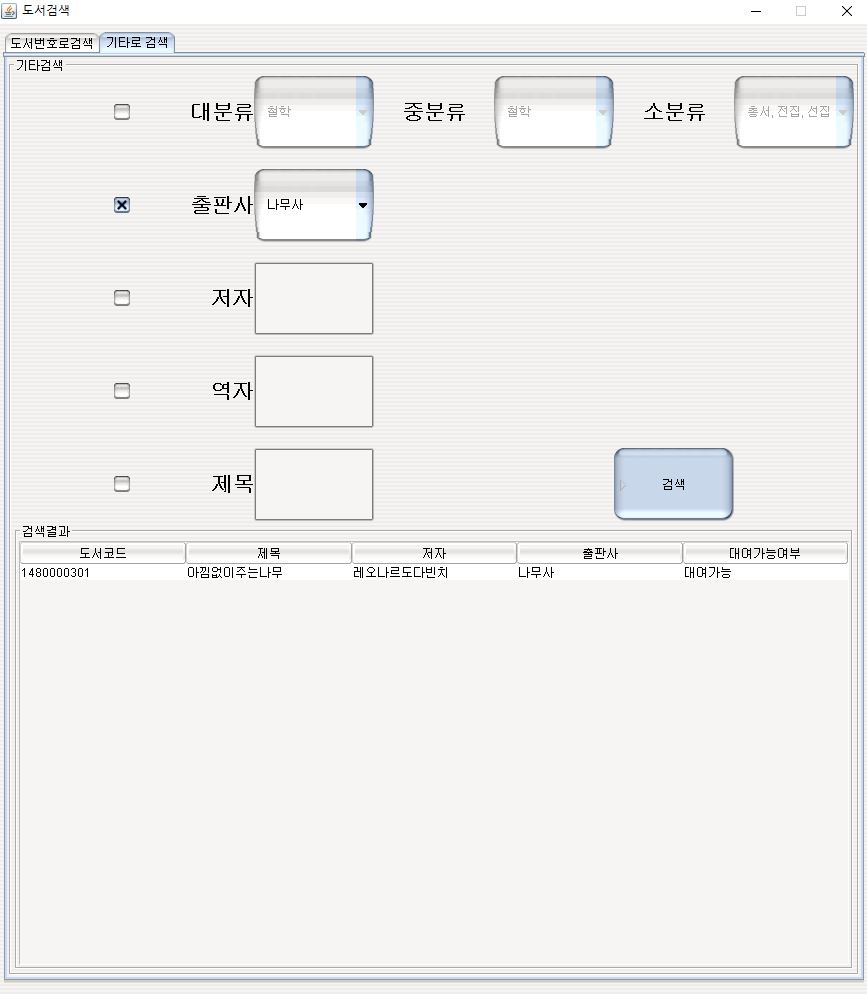 도서검색
도서번호로검색 기타로 검색
기타검색
대분류 철학 중분류 철학 소분류 총서, 전집, 선집
출판사 나무사
저자
역자
제목 검색
검색결과
도서코드 제목 저자 출판사 대여가능여부
1480000301 아낌없이주는나무 레오나르도다빈치 나무사 대여가능